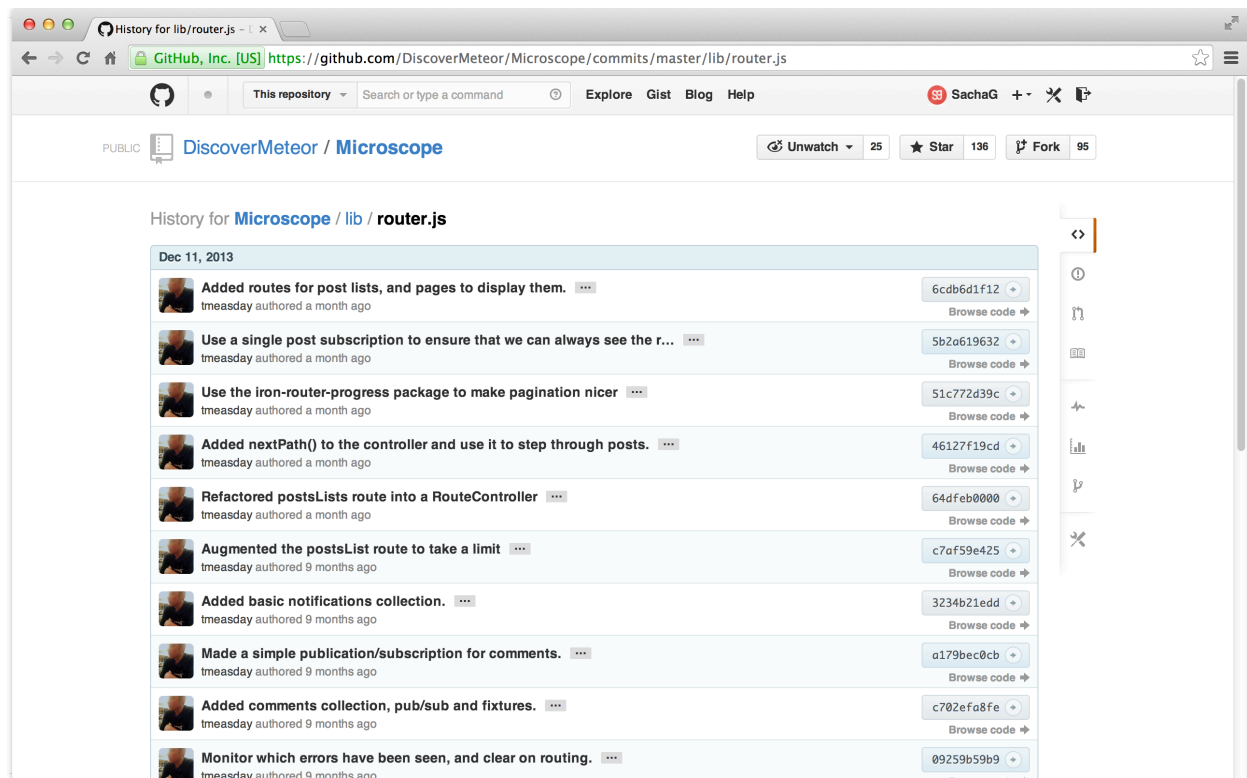 History for lib/router.js – D
GitHub, Inc. [US] https://github.com/DiscoverMeteor/Microscope/commits/master/lib/router.js
This repository Search or type a command Explore Gist Blog Help SachaG
PUBLIC DiscoverMeteor / Microscope Unwatch 25 Star 136 Fork 95
History for Microscope / lib / router.js
Dec 11, 2013
Added routes for post lists, and pages to display them. ...
6cdb6d1f12
tmeasday authored a month ago
Browse code
Use a single post subscription to ensure that we can always see the r... ...
5b2a619632
tmeasday authored a month ago
Browse code
Use the iron-router-progress package to make pagination nicer ...
51c772d39c
tmeasday authored a month ago
Browse code
Added nextPath() to the controller and use it to step through posts. ...
46127f19cd
tmeasday authored a month ago
Browse code
Refactored postsLists route into a RouteController ...
64dfeb0000
tmeasday authored a month ago
Browse code
Augmented the postsList route to take a limit ...
c7af59e425
tmeasday authored 9 months ago
Browse code
Added basic notifications collection. ...
3234b21edd
tmeasday authored 9 months ago
Browse code
Made a simple publication/subscription for comments. ...
a179bec0cb
tmeasday authored 9 months ago
Browse code
Added comments collection, pub/sub and fixtures. ...
c702efa8fe
tmeasday authored 9 months ago
Browse code
Monitor which errors have been seen, and clear on routing. ...
09259b59b9
tmeasday authored 9 months ago